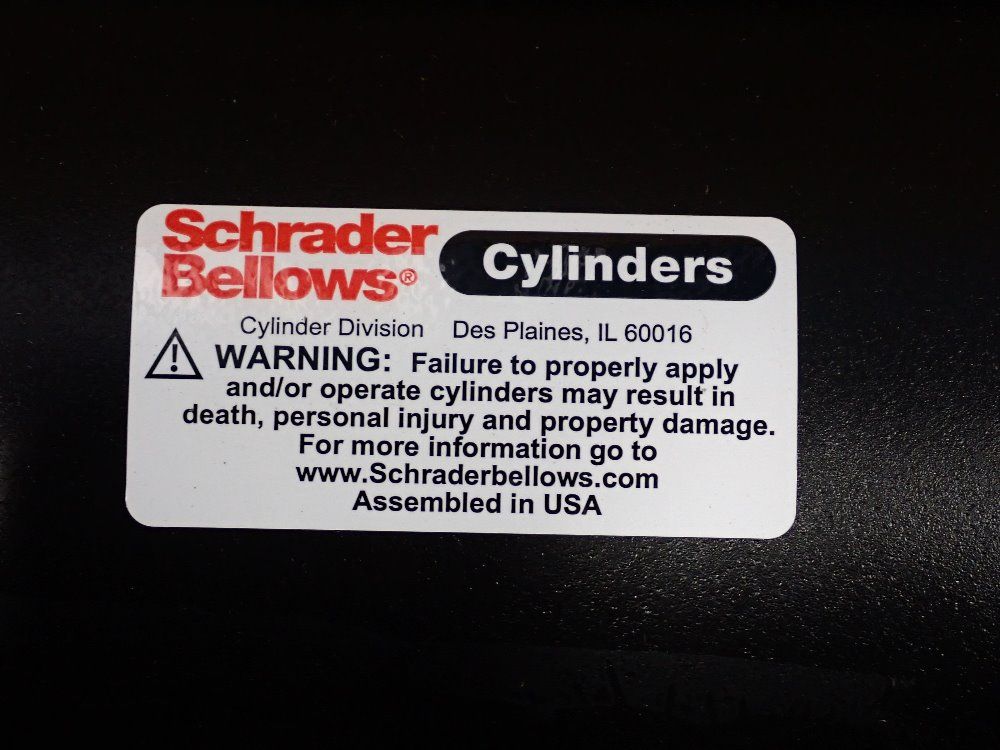 Schrader
Bellows®
Cylinders
Cylinder Division Des Plaines, IL 60016
WARNING: Failure to properly apply
and/or operate cylinders may result in
death, personal injury and property damage.
For more information go to
www.Schraderbellows.com
Assembled in USA